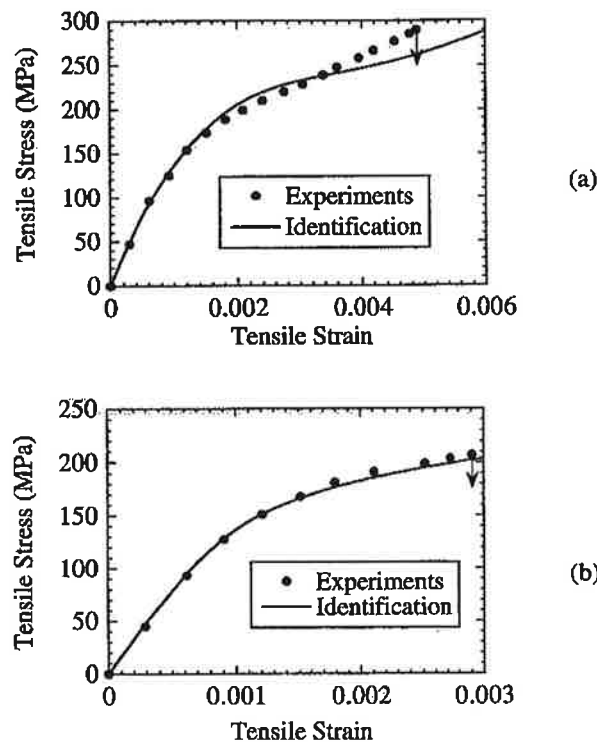 300
250
200
150
100
50
0
Tensile Stress (MPa)
Experiments
Identification
0 0.002 0.004 0.006
Tensile Strain
(a)
250
200
150
100
50
0
Tensile Stress (MPa)
Experiments
Identification
0 0.001 0.002 0.003
Tensile Strain
(b)